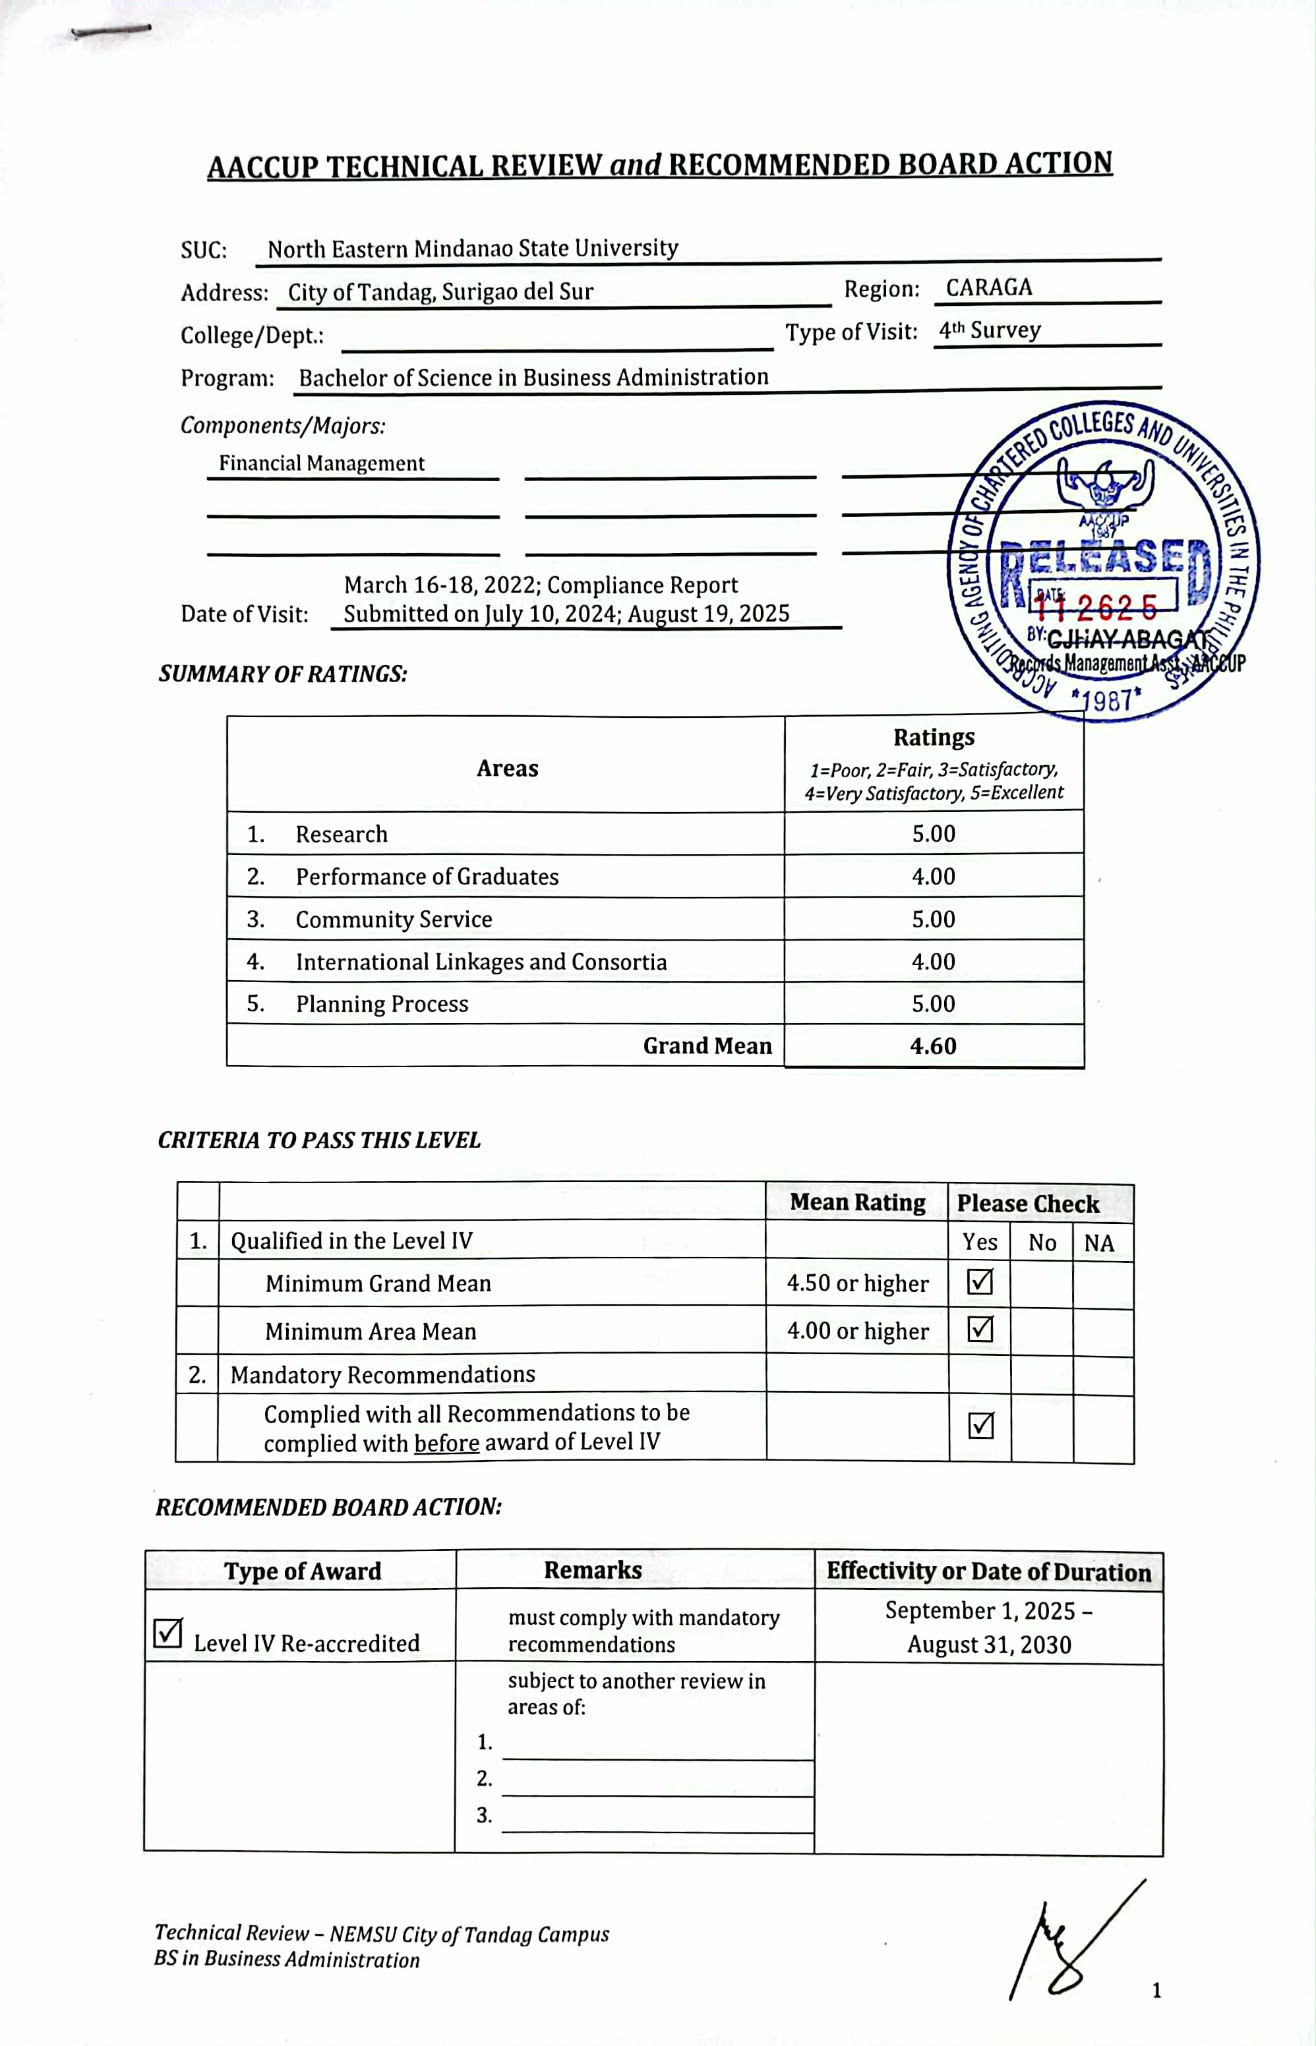 AACCUP TECHNICAL REVIEW and RECOMMENDED BOARD ACTION
SUC: North Eastern Mindanao State University
Address: City of Tandag, Surigao del Sur Region: CARAGA
College/Dept.: Type of Visit: 4th Survey
Program: Bachelor of Science in Business Administration
Components/Majors:
Financial Management
ACCREDITING AGENCY OF CHARTERED COLLEGES AND UNIVERSITIES IN THE PHILIPPINES
AACCUP
1987
RELEASED
DATE:
11 26 25
BY: CJHAY ABAGAT
Records Management Asst., AACCUP
*1987*
March 16-18, 2022; Compliance Report
Date of Visit: Submitted on July 10, 2024; August 19, 2025
SUMMARY OF RATINGS:
Areas Ratings
1=Poor, 2=Fair, 3=Satisfactory,
4=Very Satisfactory, 5=Excellent
1. Research 5.00
2. Performance of Graduates 4.00
3. Community Service 5.00
4. International Linkages and Consortia 4.00
5. Planning Process 5.00
Grand Mean 4.60
CRITERIA TO PASS THIS LEVEL
Mean Rating Please Check
1. Qualified in the Level IV Yes No NA
Minimum Grand Mean 4.50 or higher ☑
Minimum Area Mean 4.00 or higher ☑
2. Mandatory Recommendations
Complied with all Recommendations to be
complied with before award of Level IV ☑
RECOMMENDED BOARD ACTION:
Type of Award Remarks Effectivity or Date of Duration
☑ Level IV Re-accredited must comply with mandatory
recommendations September 1, 2025 –
August 31, 2030
subject to another review in
areas of:
1.
2.
3.
Technical Review – NEMSU City of Tandag Campus
BS in Business Administration
1